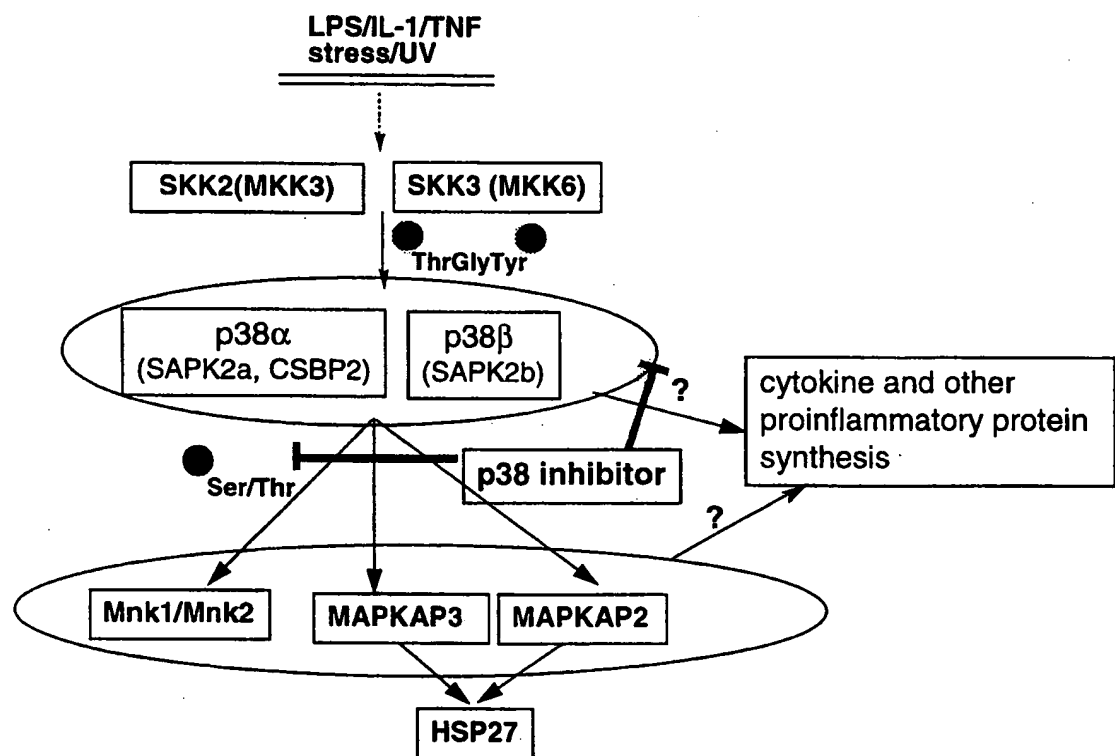 LPS/IL-1/TNF
stress/UV
SKK2(MKK3)
SKK3 (MKK6)
ThrGlyTyr
p38α
(SAPK2a, CSBP2)
p38β
(SAPK2b)
?
cytokine and other
proinflammatory protein
synthesis
p38 inhibitor
Ser/Thr
?
Mnk1/Mnk2
MAPKAP3
MAPKAP2
HSP27